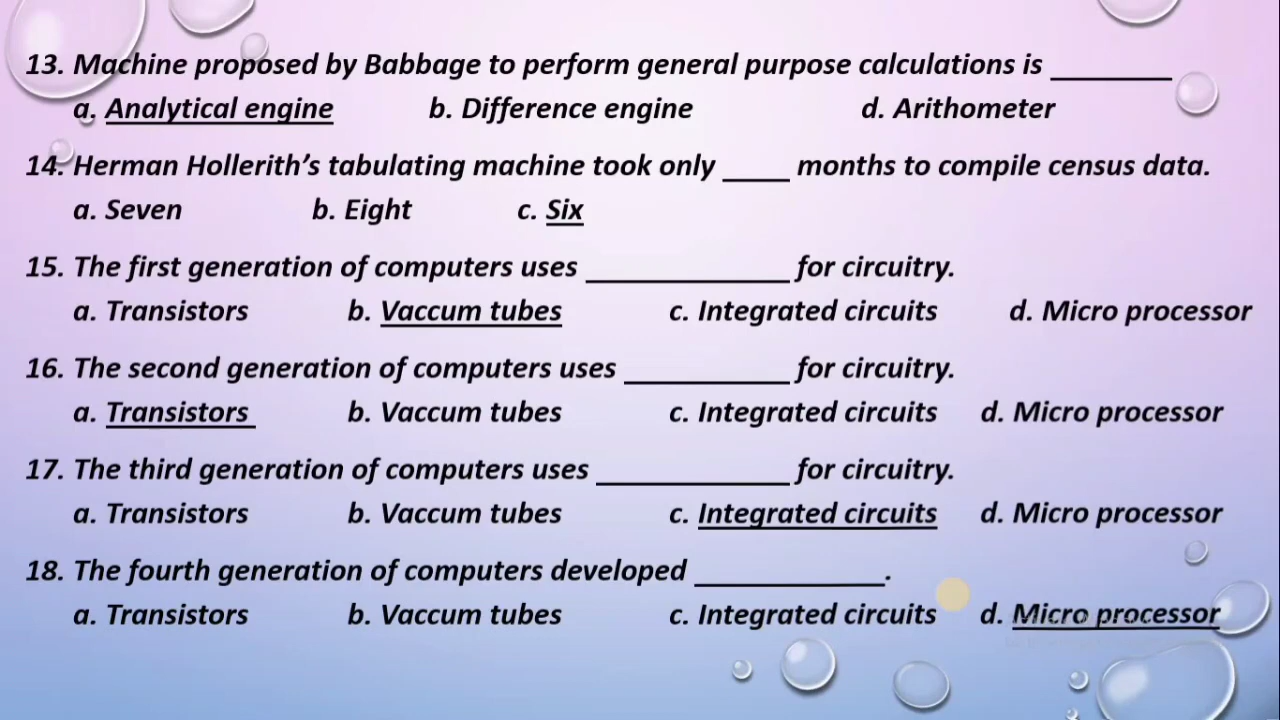 13. Machine proposed by Babbage to perform general purpose calculations is ________
a. Analytical engine b. Difference engine d. Arithometer
14. Herman Hollerith's tabulating machine took only ____ months to compile census data.
a. Seven b. Eight c. Six
15. The first generation of computers uses _____________ for circuitry.
a. Transistors b. Vaccum tubes c. Integrated circuits d. Micro processor
16. The second generation of computers uses ___________ for circuitry.
a. Transistors b. Vaccum tubes c. Integrated circuits d. Micro processor
17. The third generation of computers uses _____________ for circuitry.
a. Transistors b. Vaccum tubes c. Integrated circuits d. Micro processor
18. The fourth generation of computers developed _____________.
a. Transistors b. Vaccum tubes c. Integrated circuits d. Micro processor